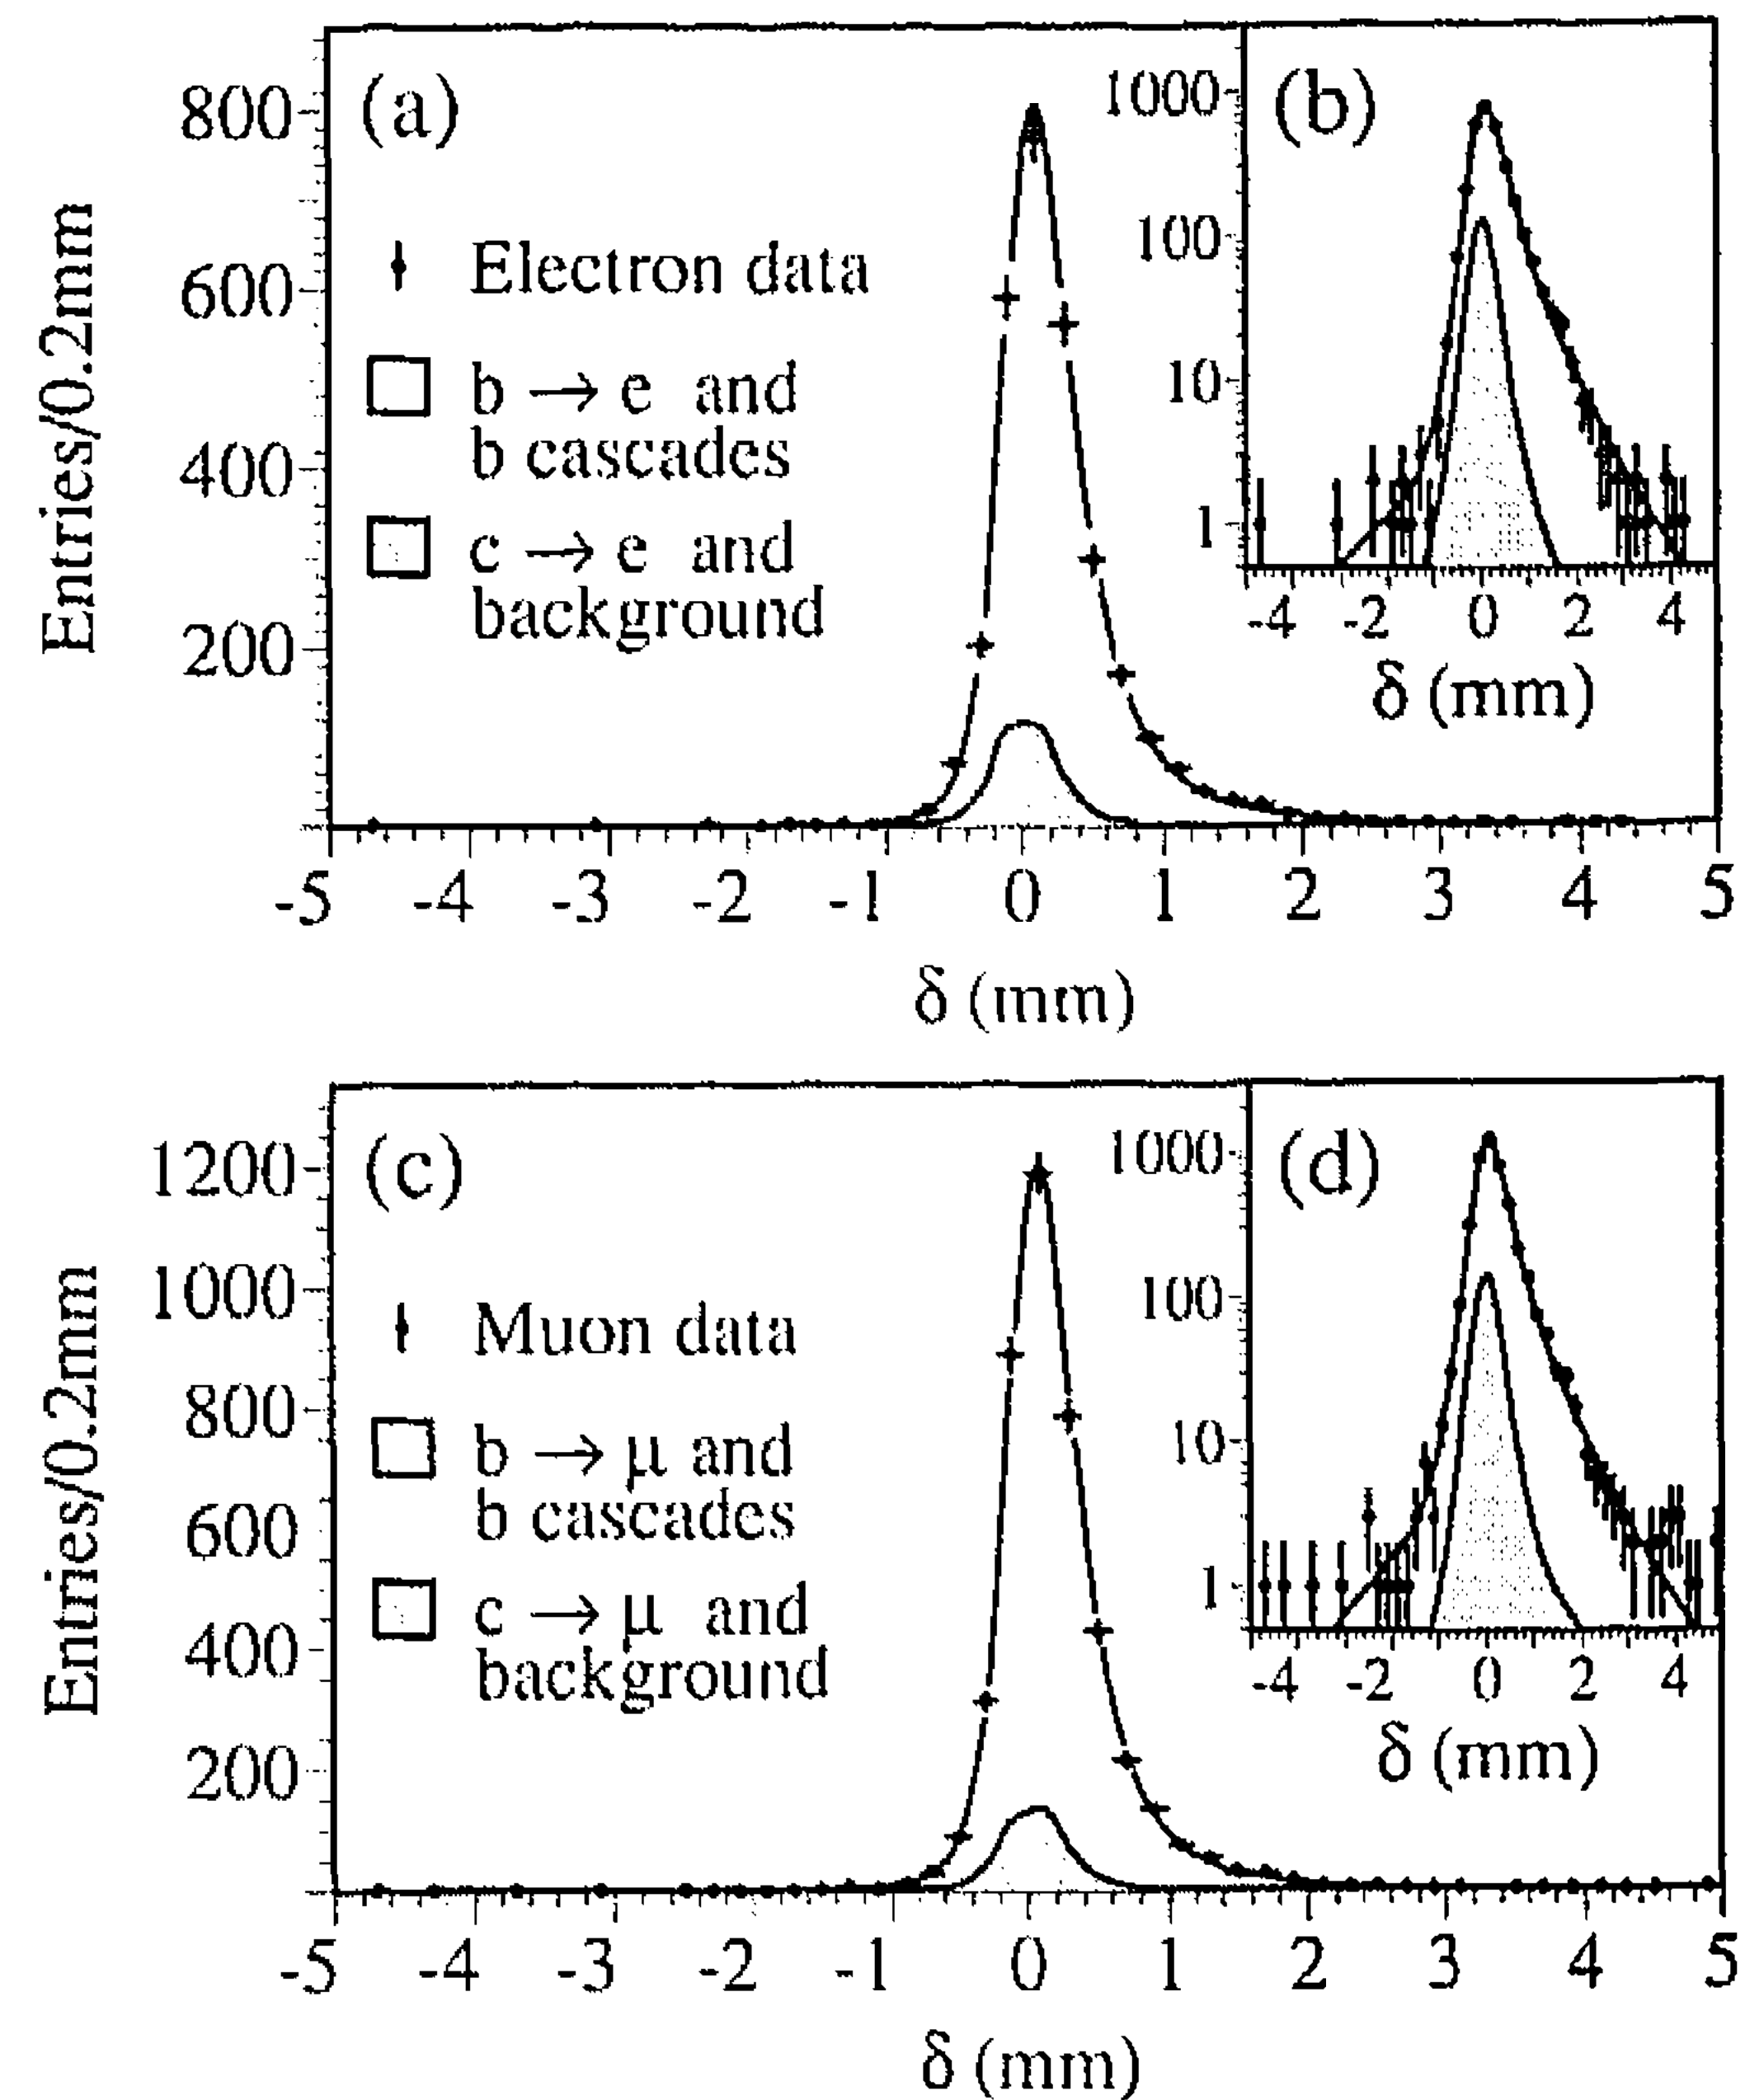 (a)
800
600
400
200
Entries/0.2mm
Electron data
b → e and
b cascades
c → e and
background
-5 -4 -3 -2 -1 0 1 2 3 4 5
δ (mm)
(b)
1000
100
10
1
-4 -2 0 2 4
δ (mm)
(c)
1200
1000
800
600
400
200
Entries/0.2mm
Muon data
b → μ and
b cascades
c → μ and
background
-5 -4 -3 -2 -1 0 1 2 3 4 5
δ (mm)
(d)
1000
100
10
1
-4 -2 0 2 4
δ (mm)